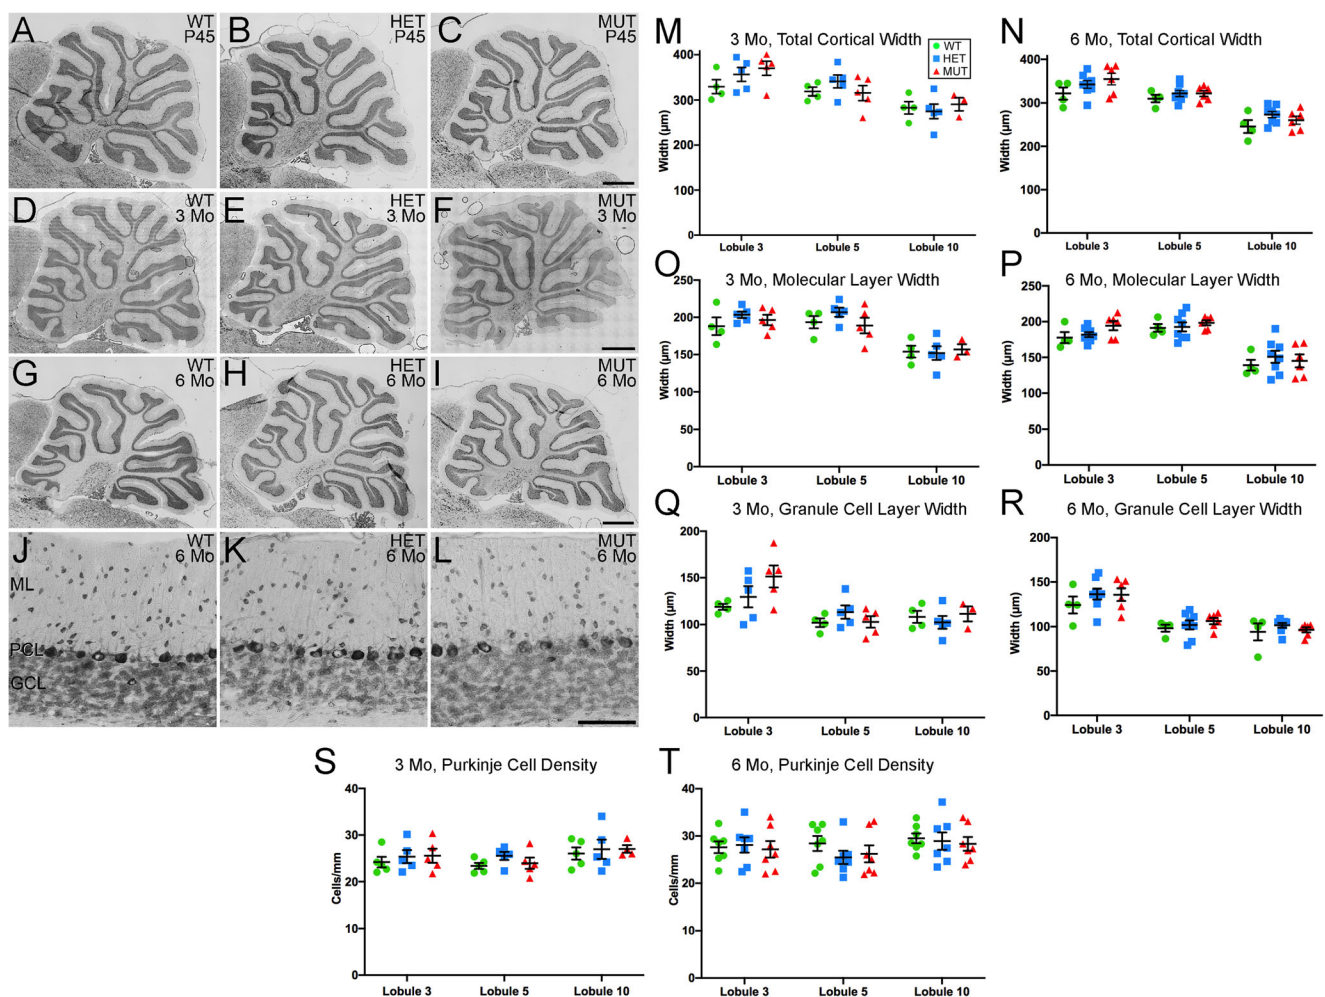 A WT P45
B HET P45
C MUT P45
D WT 3 Mo
E HET 3 Mo
F MUT 3 Mo
G WT 6 Mo
H HET 6 Mo
I MUT 6 Mo
J WT 6 Mo
ML
PCL
GCL
K HET 6 Mo
L MUT 6 Mo
M 3 Mo, Total Cortical Width
WT
HET
MUT
Width (µm)
400
300
200
100
0
Lobule 3 Lobule 5 Lobule 10
N 6 Mo, Total Cortical Width
Width (µm)
400
300
200
100
0
Lobule 3 Lobule 5 Lobule 10
O 3 Mo, Molecular Layer Width
Width (µm)
250
200
150
100
50
0
Lobule 3 Lobule 5 Lobule 10
P 6 Mo, Molecular Layer Width
Width (µm)
250
200
150
100
50
0
Lobule 3 Lobule 5 Lobule 10
Q 3 Mo, Granule Cell Layer Width
Width (µm)
200
150
100
50
0
Lobule 3 Lobule 5 Lobule 10
R 6 Mo, Granule Cell Layer Width
Width (µm)
200
150
100
50
0
Lobule 3 Lobule 5 Lobule 10
S 3 Mo, Purkinje Cell Density
Cells/mm
40
30
20
10
0
Lobule 3 Lobule 5 Lobule 10
T 6 Mo, Purkinje Cell Density
Cells/mm
40
30
20
10
0
Lobule 3 Lobule 5 Lobule 10